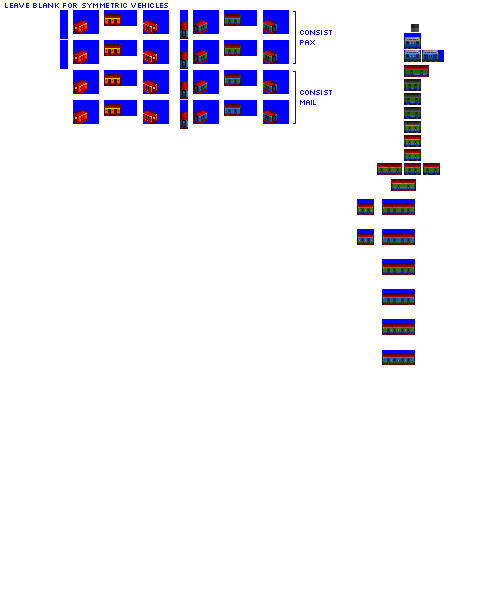 LEAVE BLANK FOR SYMMETRIC VEHICLES
CONSIST
PAX
CONSIST
MAIL